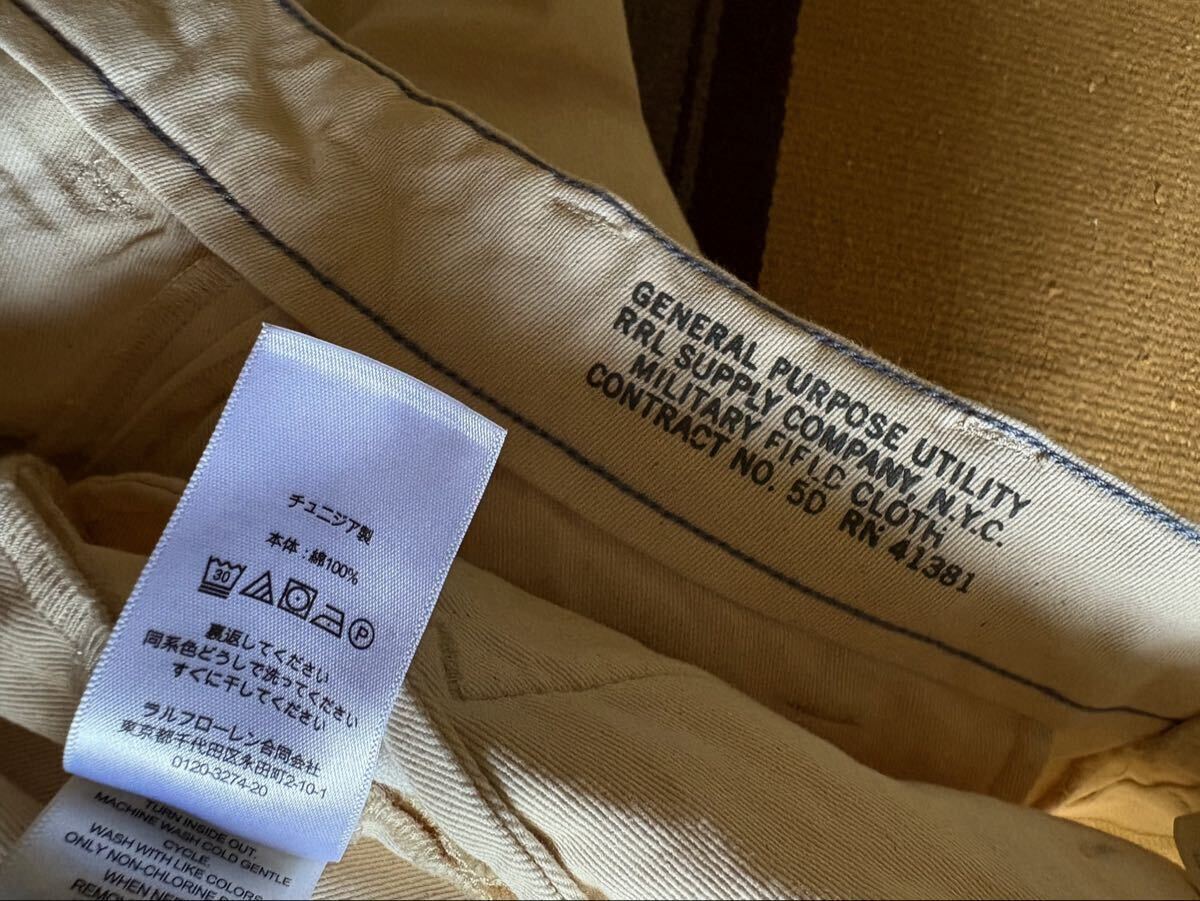 GENERAL PURPOSE UTILITY
RRL SUPPLY COMPANY, N.Y.C.
MILITARY FIELD CLOTH
CONTRACT NO. 5D RN 41381
チュニジア製
本体:綿100%
30
P
裏返してください
同系色どうしで洗ってください
すぐに干してください
ラルフローレン合同会社
東京都千代田区永田町2-10-1
0120-3274-20
TURN INSIDE OUT.
MACHINE WASH COLD GENTLE
CYCLE.
WASH WITH LIKE COLORS
ONLY NON-CHLORINE
WHEN